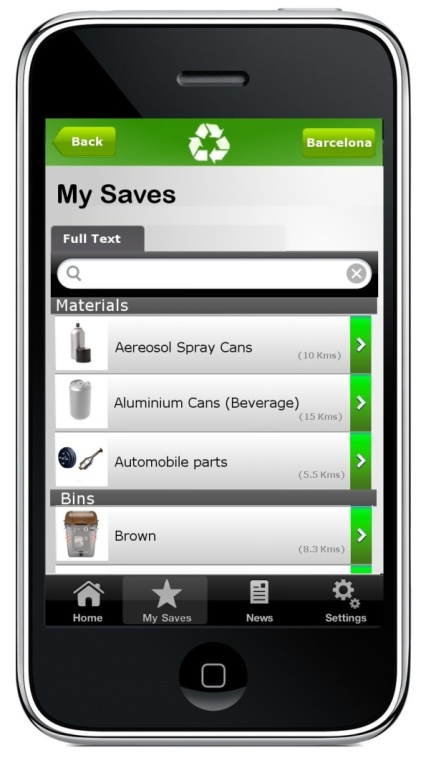 Back
Barcelona
My Saves
Full Text
Materials
Aereosol Spray Cans
(10 Kms)
Aluminium Cans (Beverage)
(15 Kms)
Automobile parts
(5.5 Kms)
Bins
Brown
(8.3 Kms)
Home My Saves News Settings